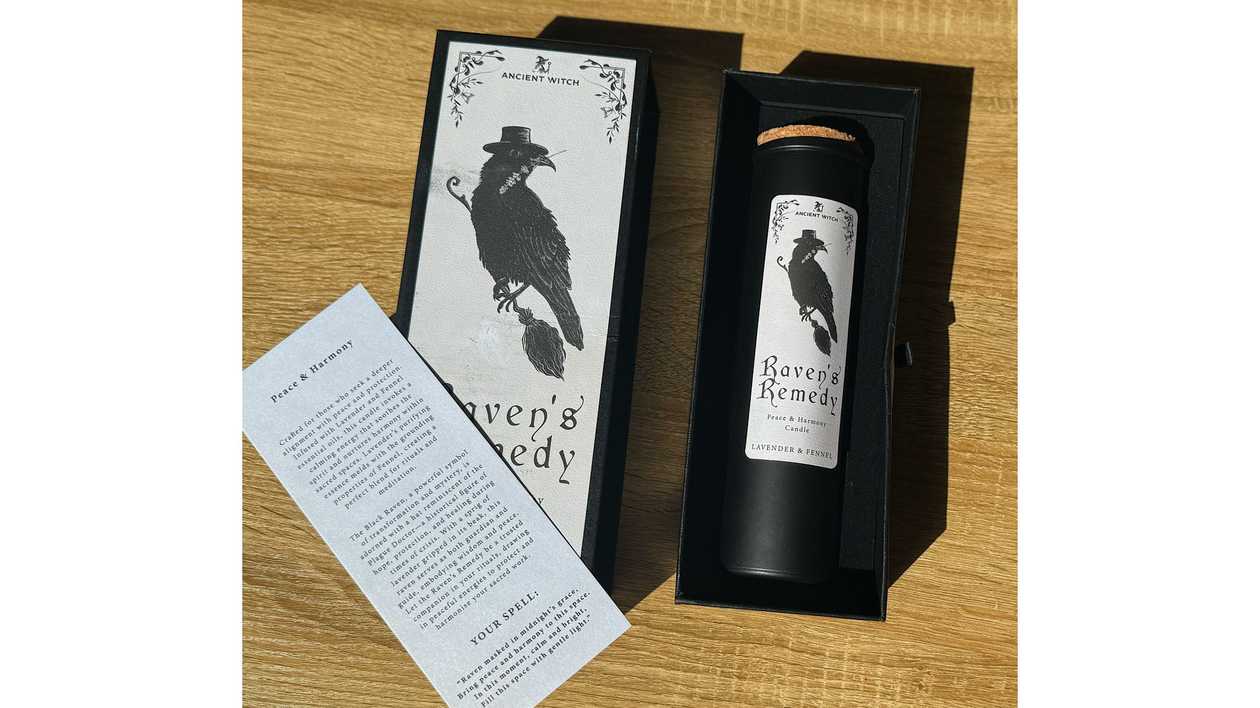 Peace & Harmony
Crafted for those who seek a deeper
alignment with peace and protection.
Infused with Lavender and Fennel
essential oils, this candle invokes a
calming energy that soothes the
spirit and nurtures harmony within
sacred spaces. Lavender's purifying
essence melds with the grounding
properties of Fennel, creating a
perfect blend for rituals and
meditation.
The Black Raven, a powerful symbol
of transformation and mystery, is
adorned with a hat reminiscent of the
Plague Doctor—a historical figure of
hope, protection, and healing during
times of crisis. With a sprig of
lavender gripped in its beak, this
raven serves as both guardian and
guide, embodying wisdom and peace.
Let the Raven's Remedy be a trusted
companion in your rituals, drawing
in peaceful energies to protect and
harmonise your sacred work.
YOUR SPELL:
"Raven masked in midnight's grace,
Bring peace and harmony to this space.
In this moment, calm and bright,
Fill this space with gentle light."
ANCIENT WITCH
aven's
medy
y
ANCIENT WITCH
Raven's
Remedy
Peace & Harmony
Candle
LAVENDER & FENNEL